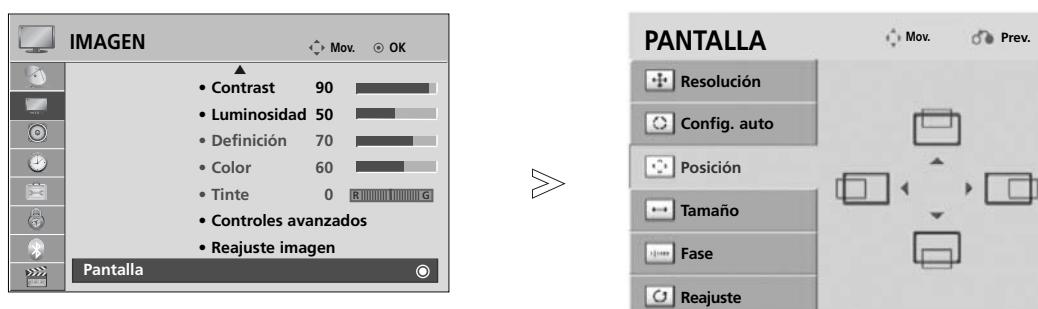 IMAGEN
Mov. OK
• Contrast 90
• Luminosidad 50
• Definición 70
• Color 60
• Tinte 0 R G
• Controles avanzados
• Reajuste imagen
Pantalla
PANTALLA
Mov. Prev.
Resolución
Config. auto
Posición
Tamaño
Fase
Reajuste